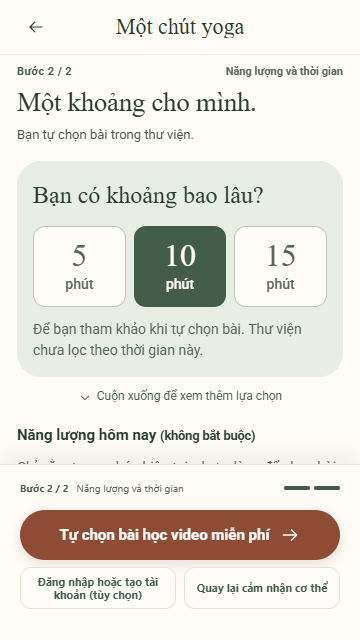 Một chút yoga
Bước 2 / 2
Năng lượng và thời gian
Một khoảng cho mình.
Bạn tự chọn bài trong thư viện.
Bạn có khoảng bao lâu?
5
phút
10
phút
15
phút
Để bạn tham khảo khi tự chọn bài. Thư viện
chưa lọc theo thời gian này.
Cuộn xuống để xem thêm lựa chọn
Năng lượng hôm nay (không bắt buộc)
Bước 2 / 2 Năng lượng và thời gian
Tự chọn bài học video miễn phí
Đăng nhập hoặc tạo tài
khoản (tùy chọn)
Quay lại cảm nhận cơ thể